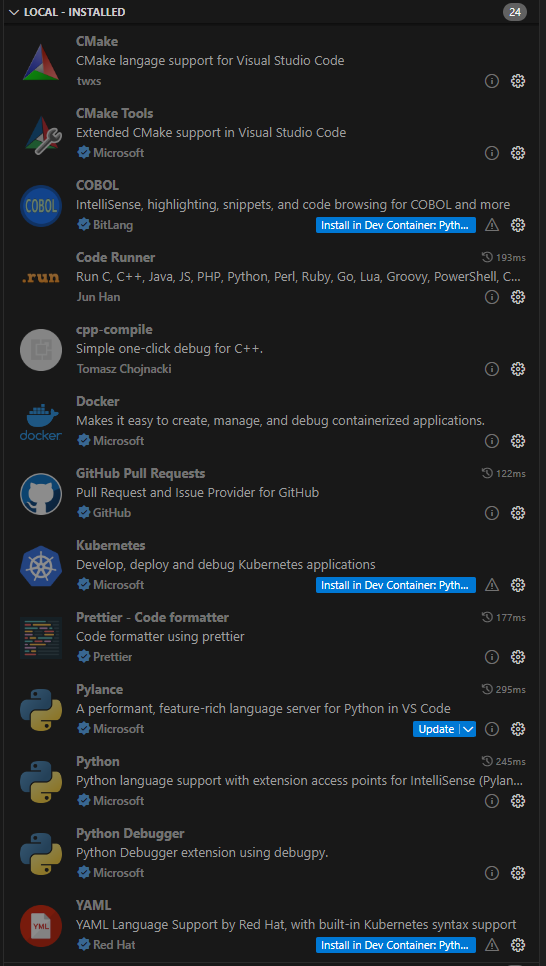 LOCAL - INSTALLED 24
CMake
CMake langage support for Visual Studio Code
twxs
CMake Tools
Extended CMake support in Visual Studio Code
Microsoft
COBOL
COBOL
IntelliSense, highlighting, snippets, and code browsing for COBOL and more
BitLang Install in Dev Container: Pyth...
Code Runner 193ms
.run
Run C, C++, Java, JS, PHP, Python, Perl, Ruby, Go, Lua, Groovy, PowerShell, C...
Jun Han
cpp-compile
Simple one-click debug for C++.
Tomasz Chojnacki
Docker
Makes it easy to create, manage, and debug containerized applications.
docker
Microsoft
GitHub Pull Requests 122ms
Pull Request and Issue Provider for GitHub
GitHub
Kubernetes
Develop, deploy and debug Kubernetes applications
Microsoft Install in Dev Container: Pyth...
Prettier - Code formatter 177ms
Code formatter using prettier
Prettier
Pylance 295ms
A performant, feature-rich language server for Python in VS Code
Microsoft Update
Python 245ms
Python language support with extension access points for IntelliSense (Pylan...
Microsoft
Python Debugger
Python Debugger extension using debugpy.
Microsoft
YAML
YML
YAML Language Support by Red Hat, with built-in Kubernetes syntax support
Red Hat Install in Dev Container: Pyth...